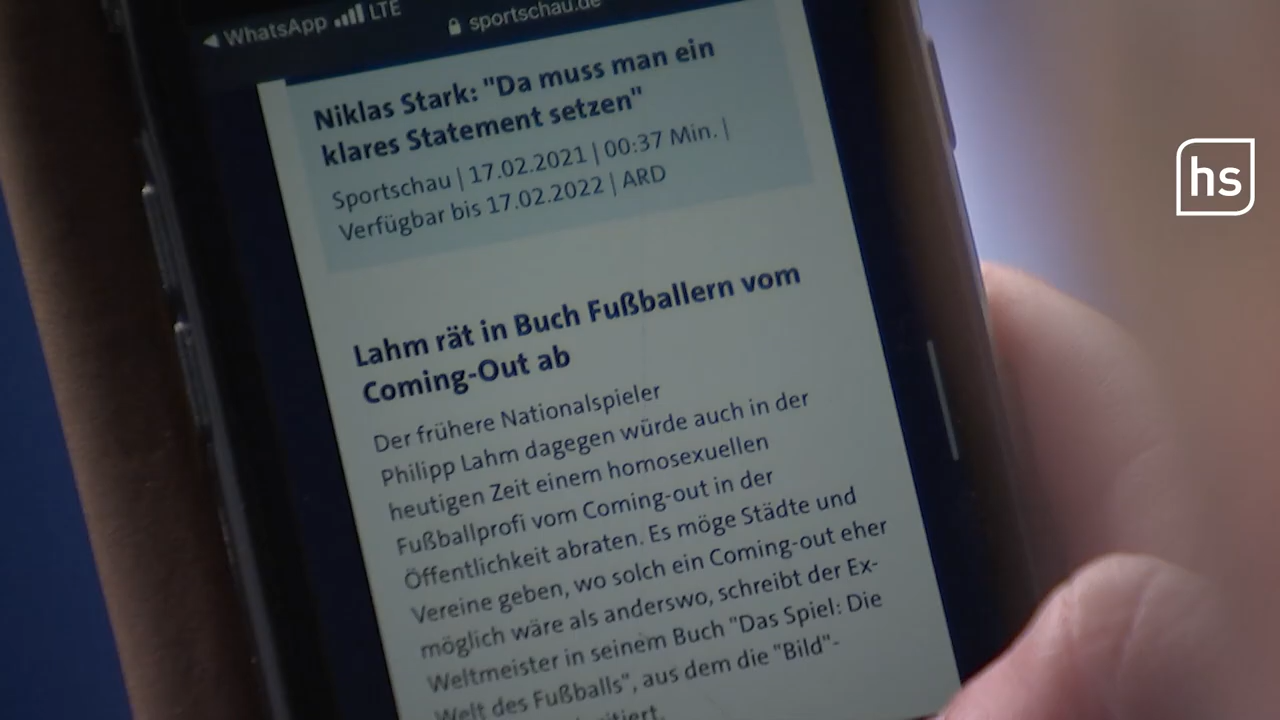 ◀ WhatsApp LTE
sportschau.de
Niklas Stark: "Da muss man ein
klares Statement setzen"
Sportschau | 17.02.2021 | 00:37 Min. |
Verfügbar bis 17.02.2022 | ARD
hs
Lahm rät in Buch Fußballern vom
Coming-Out ab
Der frühere Nationalspieler
Philipp Lahm dagegen würde auch in der
heutigen Zeit einem homosexuellen
Fußballprofi vom Coming-out in der
Öffentlichkeit abraten. Es möge Städte und
Vereine geben, wo solch ein Coming-out eher
möglich wäre als anderswo, schreibt der Ex-
Weltmeister in seinem Buch "Das Spiel: Die
Welt des Fußballs", aus dem die "Bild"-